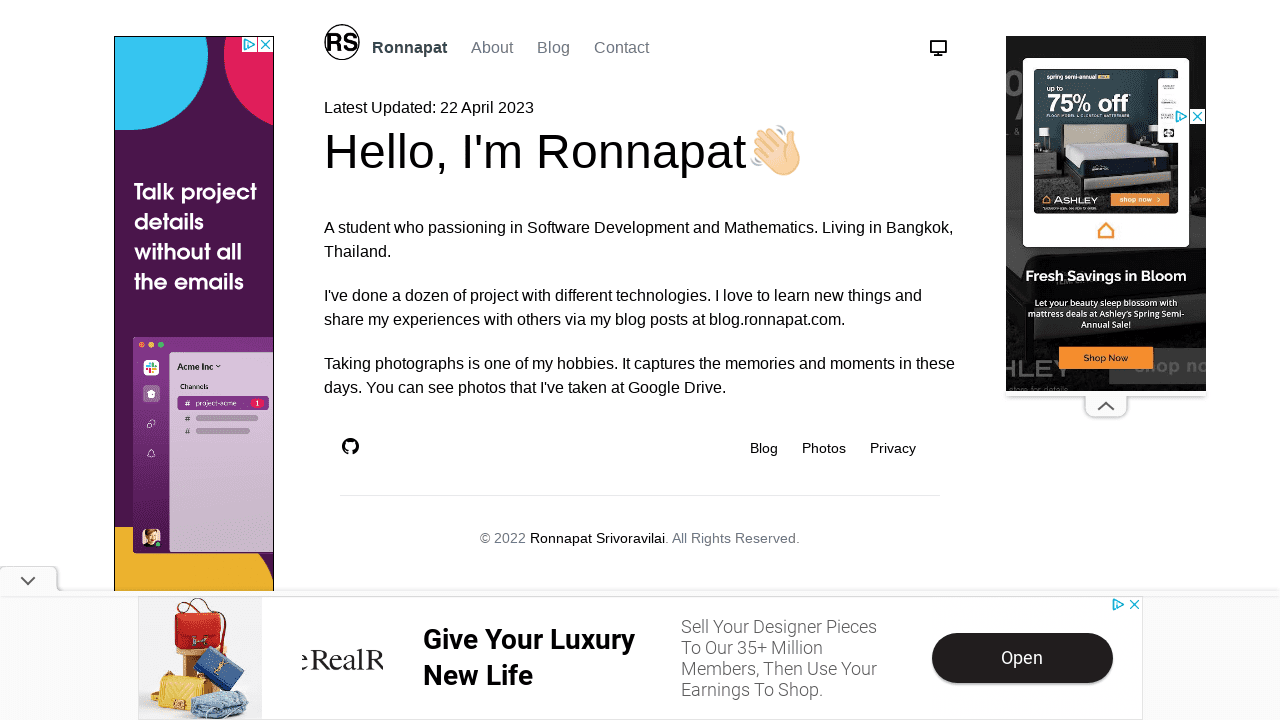 RS
Ronnapat About Blog Contact
Latest Updated: 22 April 2023
Hello, I'm Ronnapat👋🏻
A student who passioning in Software Development and Mathematics. Living in Bangkok,
Thailand.
I've done a dozen of project with different technologies. I love to learn new things and
share my experiences with others via my blog posts at blog.ronnapat.com.
Taking photographs is one of my hobbies. It captures the memories and moments in these
days. You can see photos that I've taken at Google Drive.
Blog Photos Privacy
© 2022 Ronnapat Srivoravilai. All Rights Reserved.
Talk project
details
without all
the emails
Acme Inc
Channels
# project-acme 1
#
#
spring semi-annual
up to
75% off
ASHLEY
shop now
Fresh Savings in Bloom
Let your beauty sleep blossom with
mattress deals at Ashley's Spring Semi-
Annual Sale!
Shop Now
shop no
store for details
eRealR
Give Your Luxury
New Life
Sell Your Designer Pieces
To Our 35+ Million
Members, Then Use Your
Earnings To Shop.
Open